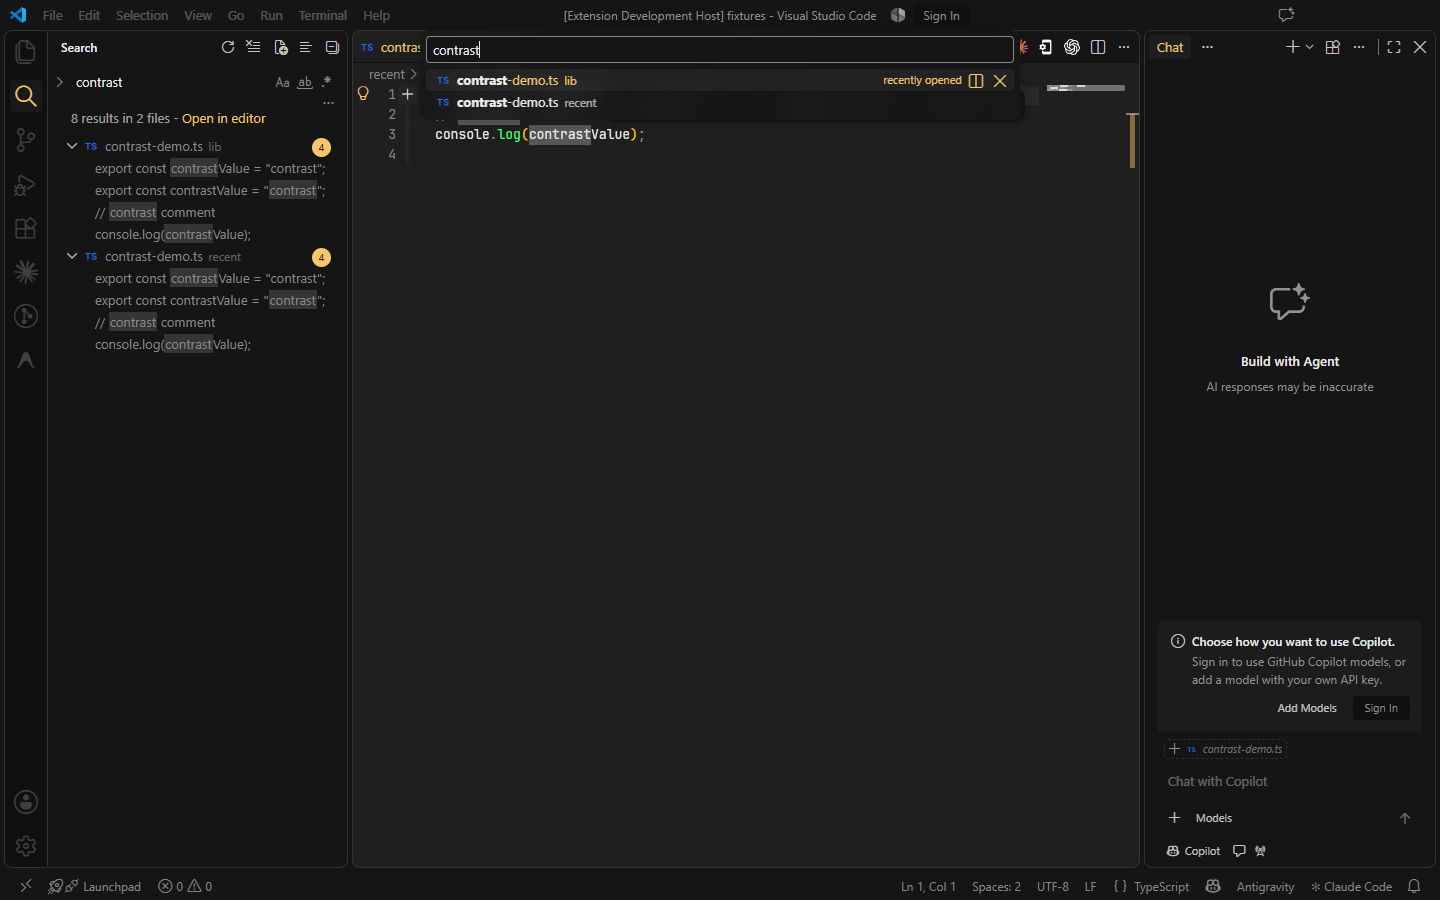 File Edit Selection View Go Run Terminal Help
[Extension Development Host] fixtures - Visual Studio Code
Sign In
Search
contrast
Aa ab .*
8 results in 2 files - Open in editor
TS contrast-demo.ts lib 4
export const contrastValue = "contrast";
export const contrastValue = "contrast";
// contrast comment
console.log(contrastValue);
TS contrast-demo.ts recent 4
export const contrastValue = "contrast";
export const contrastValue = "contrast";
// contrast comment
console.log(contrastValue);
TS contras
contrast
TS contrast-demo.ts lib recently opened
TS contrast-demo.ts recent
recent >
1
2 //
3 console.log(contrastValue);
4
Chat
Build with Agent
AI responses may be inaccurate
Choose how you want to use Copilot.
Sign in to use GitHub Copilot models, or
add a model with your own API key.
Add Models Sign In
TS contrast-demo.ts
Chat with Copilot
Models
Copilot
Launchpad 0 0
Ln 1, Col 1 Spaces: 2 UTF-8 LF { } TypeScript Antigravity Claude Code